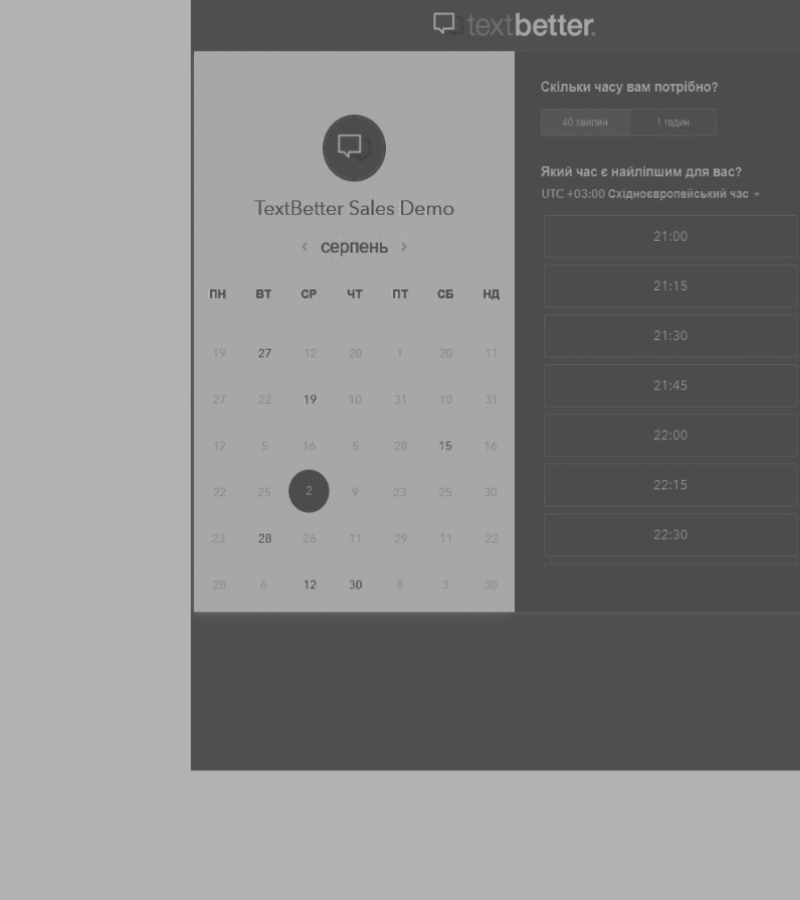 textbetter.
TextBetter Sales Demo
< серпень >
ПН ВТ СР ЧТ ПТ СБ НД
19 27 12 20 1 20 11
27 22 19 10 31 10 31
12 5 16 5 28 15 16
22 25 2 9 23 25 30
23 28 26 11 29 11 22
28 6 12 30 8 3 30
Скільки часу вам потрібно?
40 хвилин 1 годин
Який час є найліпшим для вас?
UTC +03:00 Східноєвропейський час
21:00
21:15
21:30
21:45
22:00
22:15
22:30